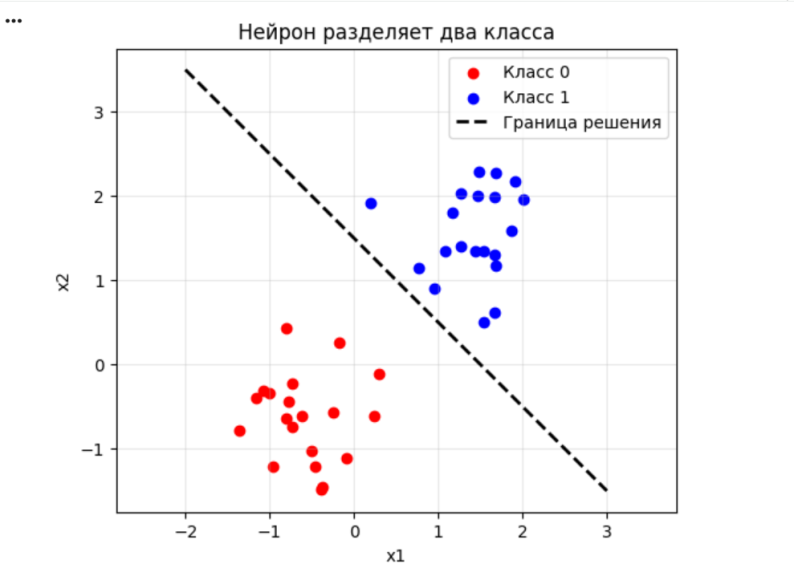 ...
Нейрон разделяет два класса
Класс 0
Класс 1
Граница решения
3
2
1
0
−1
x2
−2 −1 0 1 2 3
x1